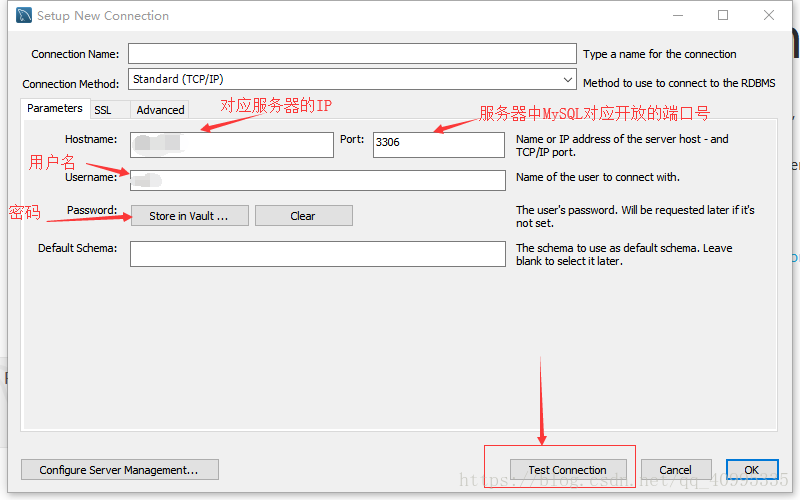 Setup New Connection
Connection Name:
Type a name for the connection
Connection Method:
Standard (TCP/IP)
Method to use to connect to the RDBMS
Parameters
SSL
Advanced
对应服务器的IP
服务器中MySQL对应开放的端口号
Hostname:
Port:
3306
Name or IP address of the server host - and
TCP/IP port.
用户名
Username:
Name of the user to connect with.
密码
Password:
Store in Vault ...
Clear
The user's password. Will be requested later if it's
not set.
Default Schema:
The schema to use as default schema. Leave
blank to select it later.
Configure Server Management...
Test Connection
Cancel
OK
https://blog.csdn.net/qq_40995335